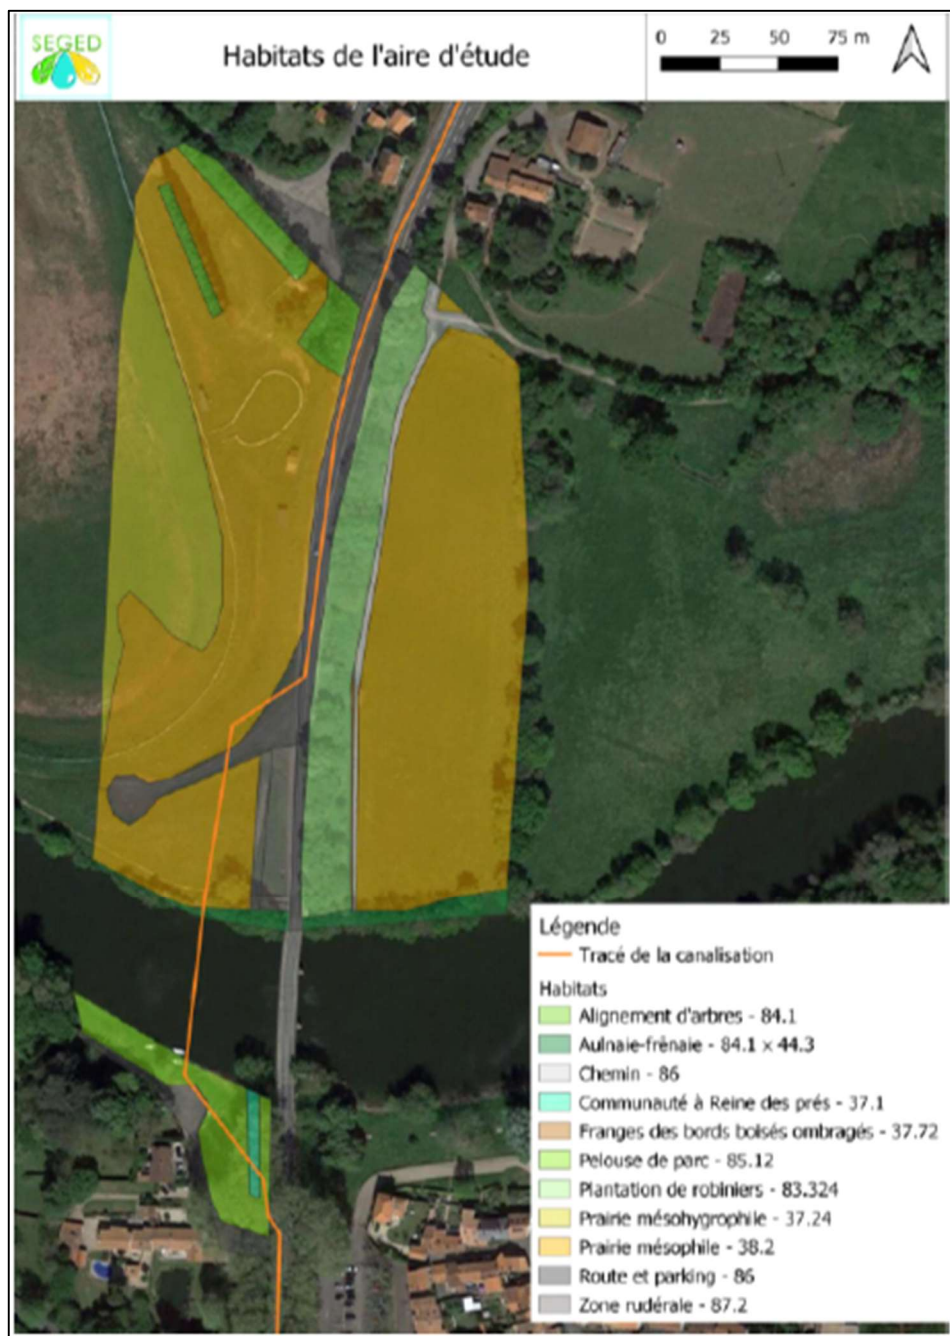 SEGED
Habitats de l'aire d'étude
0 25 50 75 m
Légende
Tracé de la canalisation
Habitats
Alignement d'arbres - 84.1
Aulnaie-frênaie - 84.1 x 44.3
Chemin - 86
Communauté à Reine des prés - 37.1
Franges des bords boisés ombragés - 37.72
Pelouse de parc - 85.12
Plantation de robiniers - 83.324
Prairie mésohygrophile - 37.24
Prairie mésophile - 38.2
Route et parking - 86
Zone rudérale - 87.2